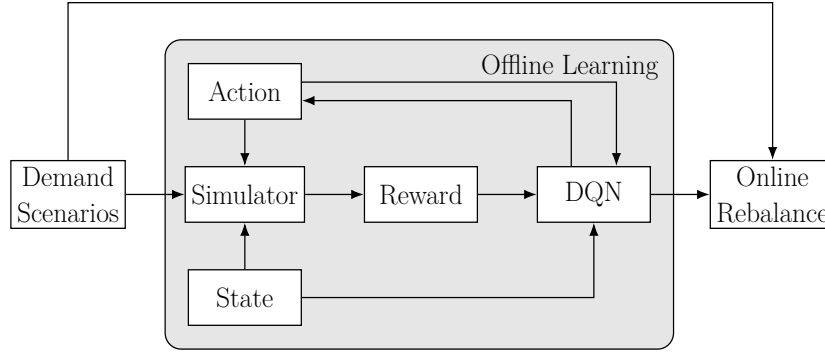 Offline Learning
Action
Demand
Scenarios
Simulator
Reward
DQN
Online
Rebalance
State